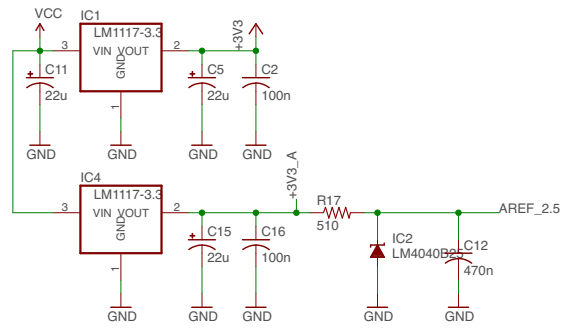 VCC
IC1
LM1117-3.3
3 VIN VOUT 2
GND
1
+3V3
C11
22u
C5
22u
C2
100n
GND GND GND GND
IC4
LM1117-3.3
3 VIN VOUT 2
GND
1
+3V3_A
R17
510
AREF_2.5
C15
22u
C16
100n
IC2
LM4040B25
C12
470n
GND GND GND GND GND